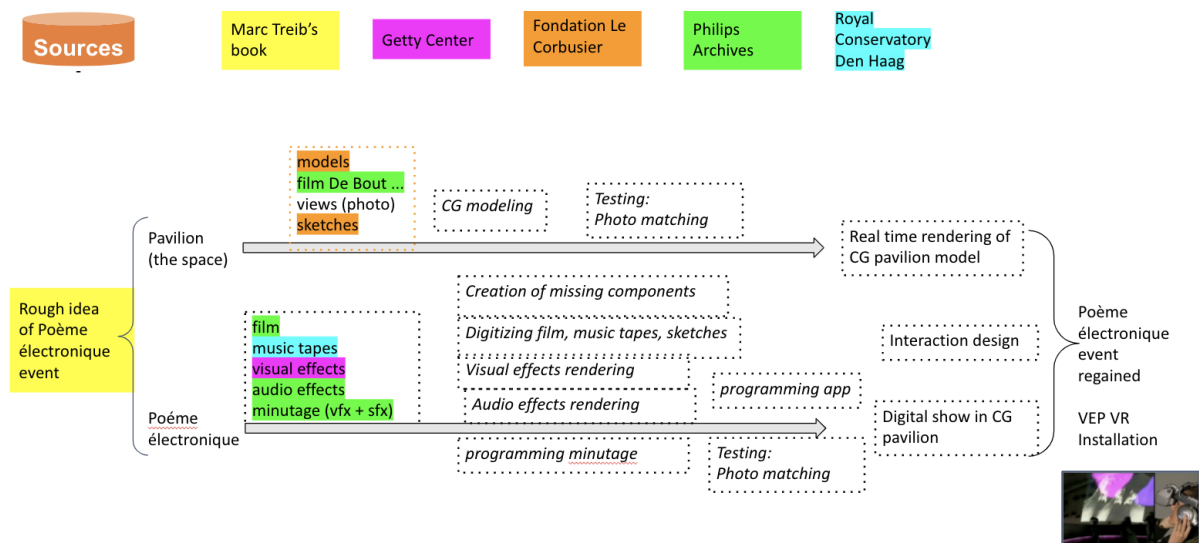 Sources
-
Marc Treib's
book
Getty Center
Fondation Le
Corbusier
Philips
Archives
Royal
Conservatory
Den Haag
models
film De Bout ...
views (photo)
sketches
CG modeling
Testing:
Photo matching
Pavilion
(the space)
Real time rendering of
CG pavilion model
Rough idea
of Poème
électronique
event
Creation of missing components
film
music tapes
visual effects
audio effects
minutage (vfx + sfx)
Digitizing film, music tapes, sketches
Visual effects rendering
Audio effects rendering
programming app
Interaction design
Poème
électronique
event
regained
Poéme
électronique
programming minutage
Testing:
Photo matching
Digital show in CG
pavilion
VEP VR
Installation